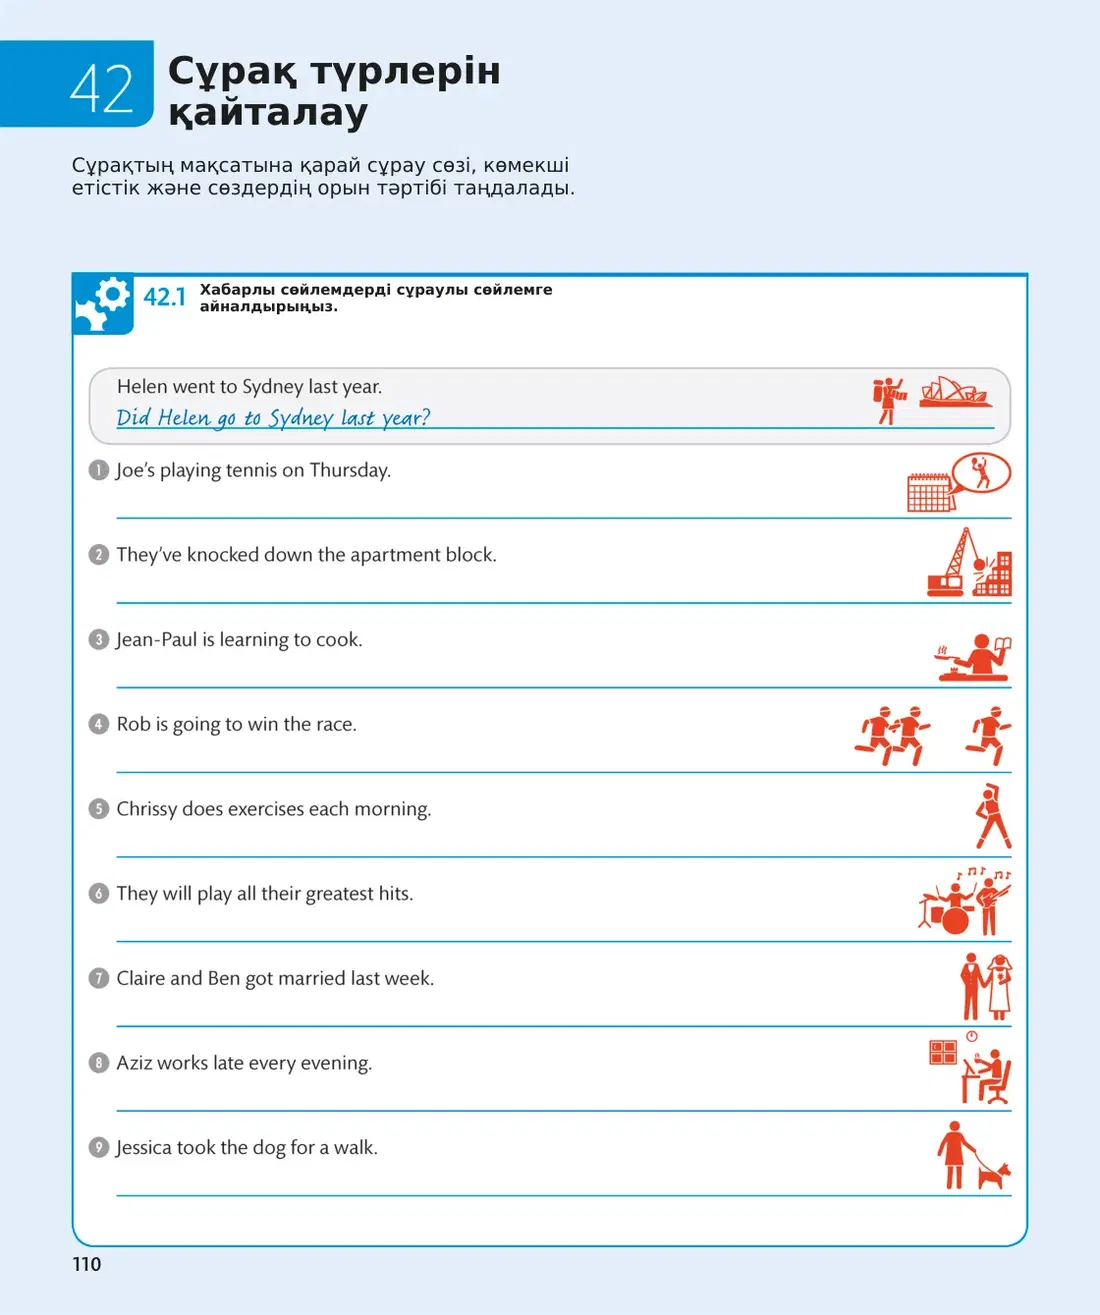 42
Сұрақ түрлерін
қайталау
Сұрақтың мақсатына қарай сұрау сөзі, көмекші
етістік және сөздердің орын тәртібі таңдалады.
42.1 Хабарлы сөйлемдерді сұраулы сөйлемге
айналдырыңыз.
Helen went to Sydney last year.
Did Helen go to Sydney last year?
1 Joe’s playing tennis on Thursday.
2 They’ve knocked down the apartment block.
3 Jean-Paul is learning to cook.
4 Rob is going to win the race.
5 Chrissy does exercises each morning.
6 They will play all their greatest hits.
7 Claire and Ben got married last week.
8 Aziz works late every evening.
9 Jessica took the dog for a walk.
110